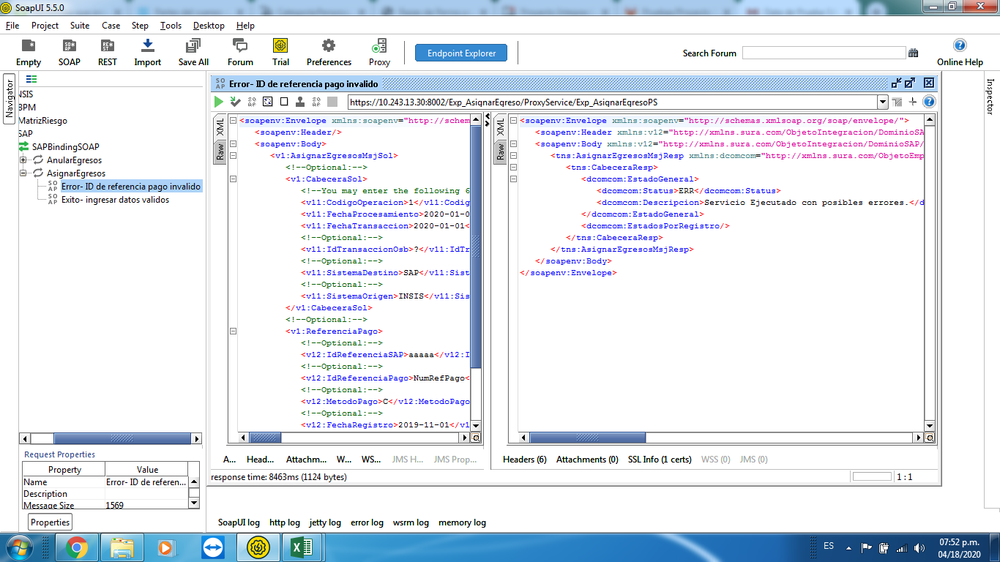 SoapUI 5.5.0
File Project Suite Case Step Tools Desktop Help
Empty SOAP REST Import Save All Forum Trial Preferences Proxy Endpoint Explorer Search Forum Online Help
Navigator
NSIS
BPM
MatrizRiesgo
SAP
SAPBindingSOAP
AnularEgresos
AsignarEgresos
SOAP Error- ID de referencia pago invalido
SOAP Exito- ingresar datos validos
Request Properties
Property Value
Name Error- ID de referen...
Description
Message Size 1569
Properties
SOAP Error- ID de referencia pago invalido
https://10.243.13.30:8002/Exp_AsignarEgreso/ProxyService/Exp_AsignarEgresoPS
XML
Raw
<soapenv:Envelope xmlns:soapenv="http://schem
<soapenv:Header/>
<soapenv:Body>
<v1:AsignarEgresosMsjSol>
<!--Optional:-->
<v1:CabeceraSol>
<!--You may enter the following 6
<v11:CodigoOperacion>1</v11:Codig
<v11:FechaProcesamiento>2020-01-0
<v11:FechaTransaccion>2020-01-01<
<!--Optional:-->
<v11:IdTransaccionOsb>?</v11:IdTr
<!--Optional:-->
<v11:SistemaDestino>SAP</v11:Sist
<!--Optional:-->
<v11:SistemaOrigen>INSIS</v11:Sis
</v1:CabeceraSol>
<!--Optional:-->
<v1:ReferenciaPago>
<!--Optional:-->
<v12:IdReferenciaSAP>aaaaa</v12:I
<!--Optional:-->
<v12:IdReferenciaPago>NumRefPago<
<!--Optional:-->
<v12:MetodoPago>C</v12:MetodoPago
<!--Optional:-->
<v12:FechaRegistro>2019-11-01</v1
A... Head... Attachm... W... WS... JMS H... JMS Prop...
XML
Raw
<soapenv:Envelope xmlns:soapenv="http://schemas.xmlsoap.org/soap/envelope/">
<soapenv:Header xmlns:v12="http://xmlns.sura.com/ObjetoIntegracion/DominioSA
<soapenv:Body xmlns:v12="http://xmlns.sura.com/ObjetoIntegracion/DominioSAP/
<tns:AsignarEgresosMsjResp xmlns:dcomcom="http://xmlns.sura.com/ObjetoEmp
<tns:CabeceraResp>
<dcomcom:EstadoGeneral>
<dcomcom:Status>ERR</dcomcom:Status>
<dcomcom:Descripcion>Servicio Ejecutado con posibles errores.</d
</dcomcom:EstadoGeneral>
<dcomcom:EstadosPorRegistro/>
</tns:CabeceraResp>
</tns:AsignarEgresosMsjResp>
</soapenv:Body>
</soapenv:Envelope>
Headers (6) Attachments (0) SSL Info (1 certs) WSS (0) JMS (0)
response time: 8463ms (1124 bytes)
1 : 1
Inspector
SoapUI log http log jetty log error log wsrm log memory log
ES
07:52 p.m.
04/18/2020